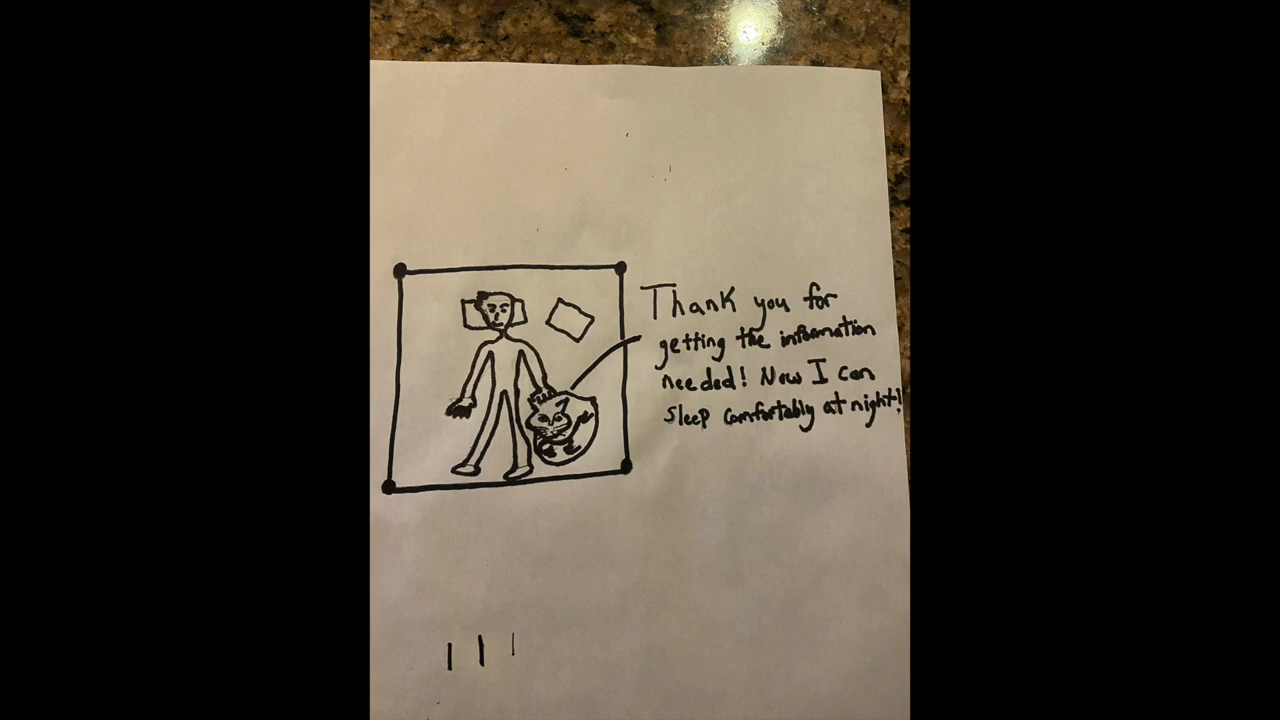 Thank you for
getting the information
needed! Now I can
sleep comfortably at night!